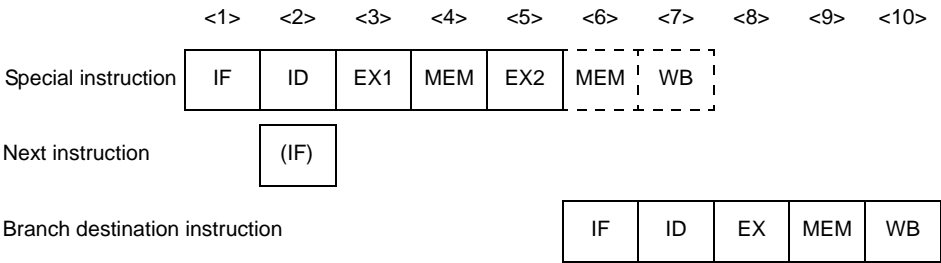 <1> <2> <3> <4> <5> <6> <7> <8> <9> <10>
Special instruction IF ID EX1 MEM EX2 MEM WB
Next instruction (IF)
Branch destination instruction IF ID EX MEM WB